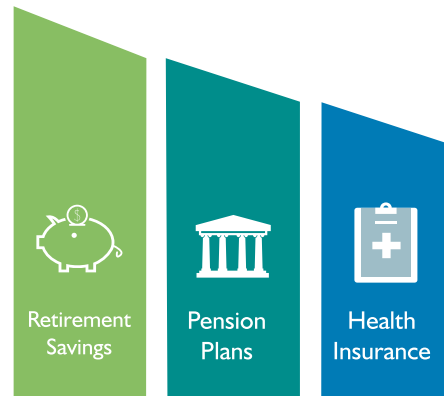 $
Retirement
Savings
Pension
Plans
Health
Insurance